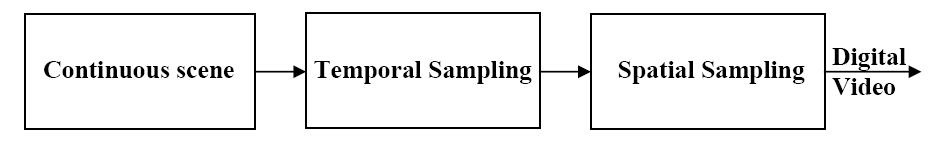 Continuous scene
Temporal Sampling
Spatial Sampling
Digital
Video